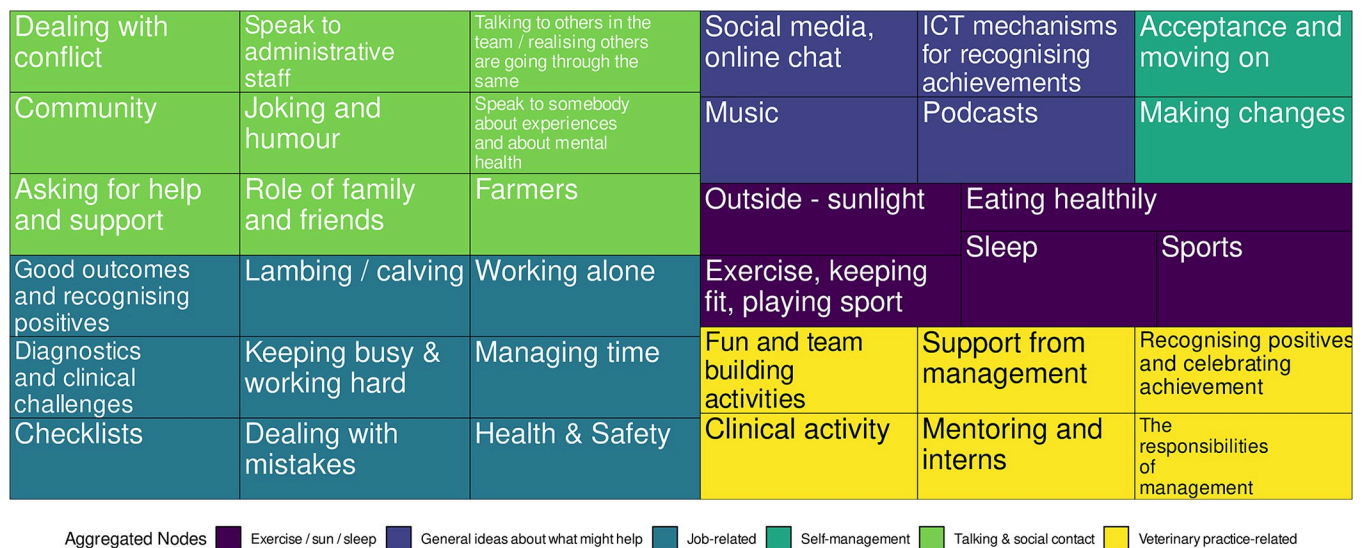 Dealing with
conflict
Speak to
administrative
staff
Talking to others in the
team / realising others
are going through the
same
Community
Joking and
humour
Speak to somebody
about experiences
and about mental
health
Asking for help
and support
Role of family
and friends
Farmers
Good outcomes
and recognising
positives
Lambing / calving
Working alone
Diagnostics
and clinical
challenges
Keeping busy &
working hard
Managing time
Checklists
Dealing with
mistakes
Health & Safety
Social media,
online chat
ICT mechanisms
for recognising
achievements
Acceptance and
moving on
Music
Podcasts
Making changes
Outside - sunlight
Eating healthily
Exercise, keeping
fit, playing sport
Sleep
Sports
Fun and team
building
activities
Support from
management
Recognising positives
and celebrating
achievement
Clinical activity
Mentoring and
interns
The
responsibilities
of
management
Aggregated Nodes
Exercise / sun / sleep
General ideas about what might help
Job-related
Self-management
Talking & social contact
Veterinary practice-related